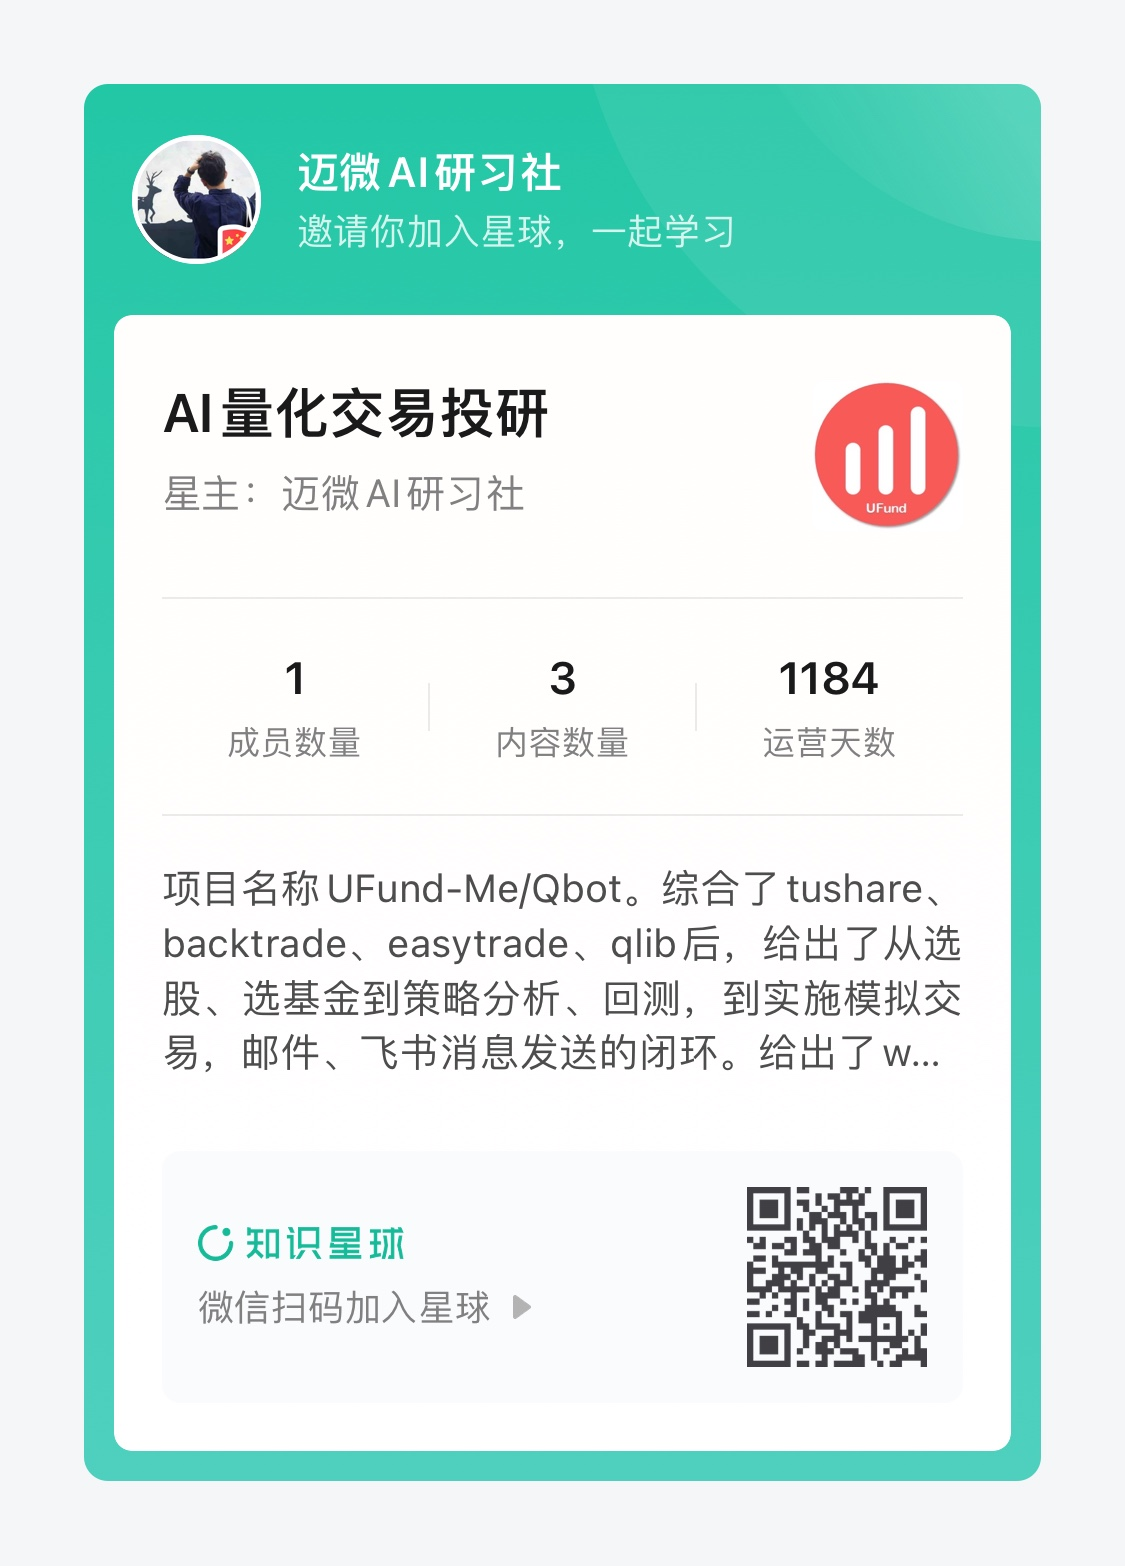 迈微AI研习社
邀请你加入星球，一起学习
AI量化交易投研
星主：迈微AI研习社
UFund
1
3
1184
成员数量
内容数量
运营天数
项目名称UFund-Me/Qbot。综合了tushare、
backtrade、easytrade、qlib后，给出了从选
股、选基金到策略分析、回测，到实施模拟交
易，邮件、飞书消息发送的闭环。给出了w...
知识星球
微信扫码加入星球